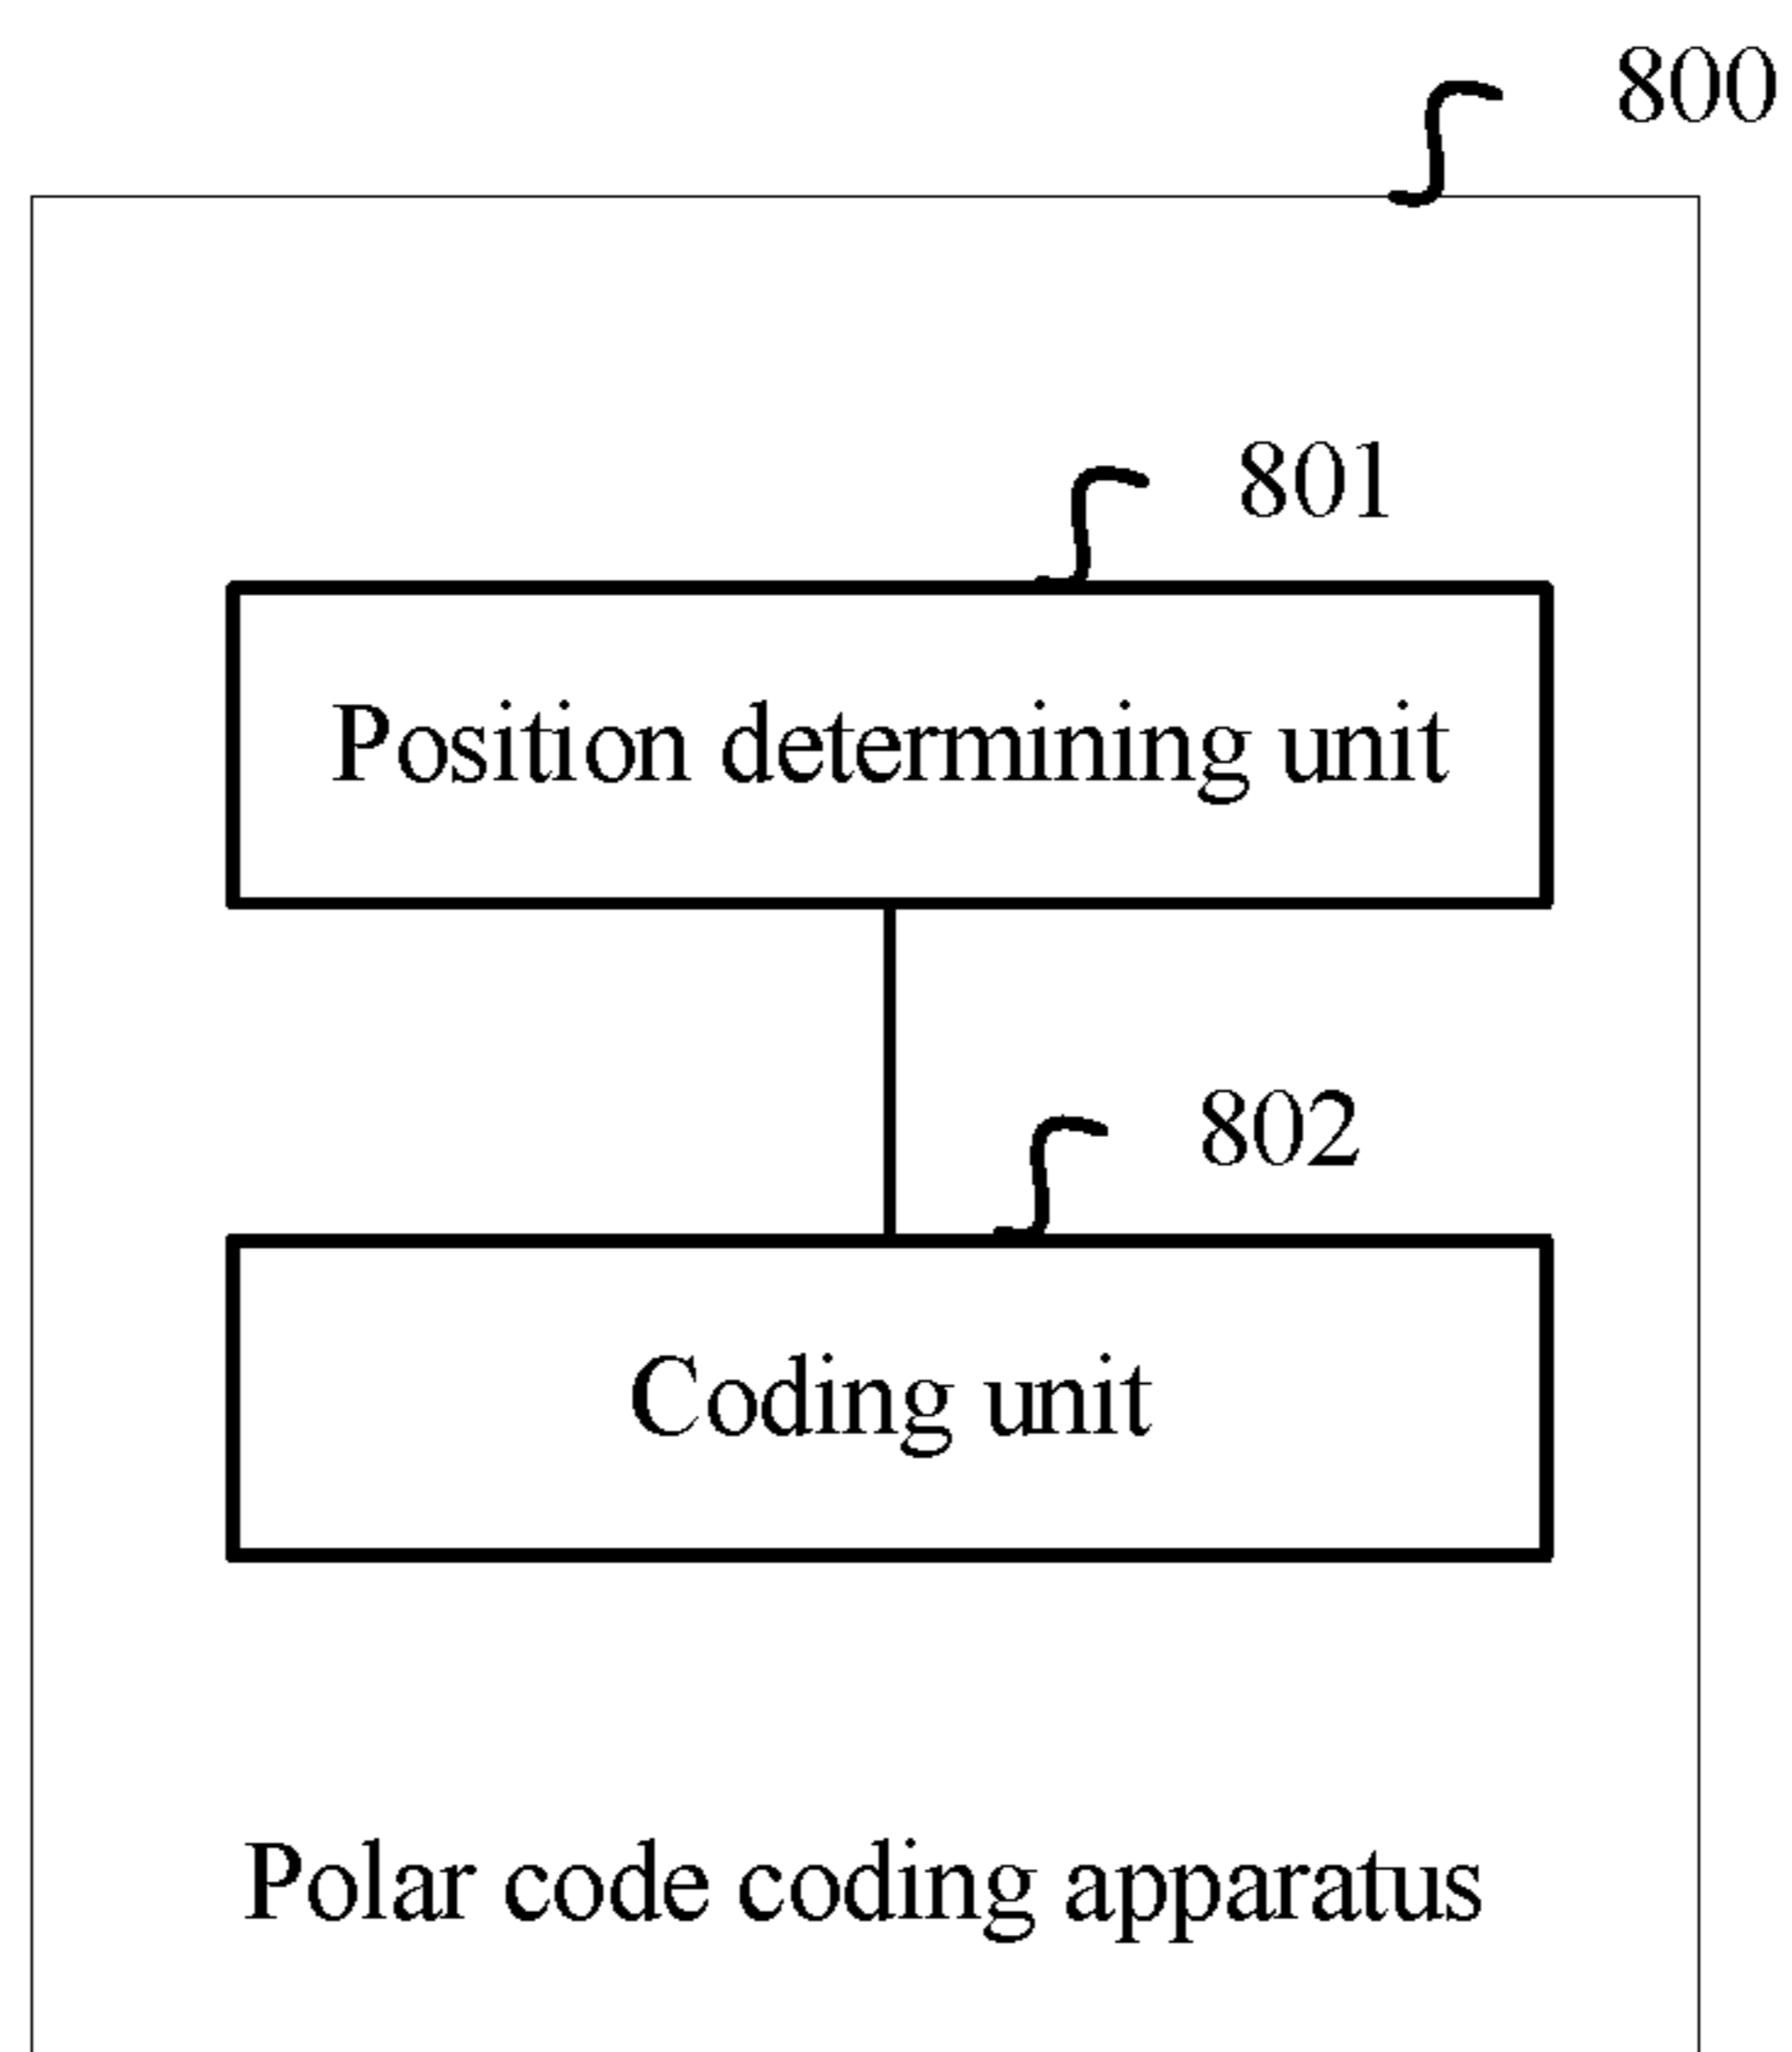 800
801
Position determining unit
802
Coding unit
Polar code coding apparatus